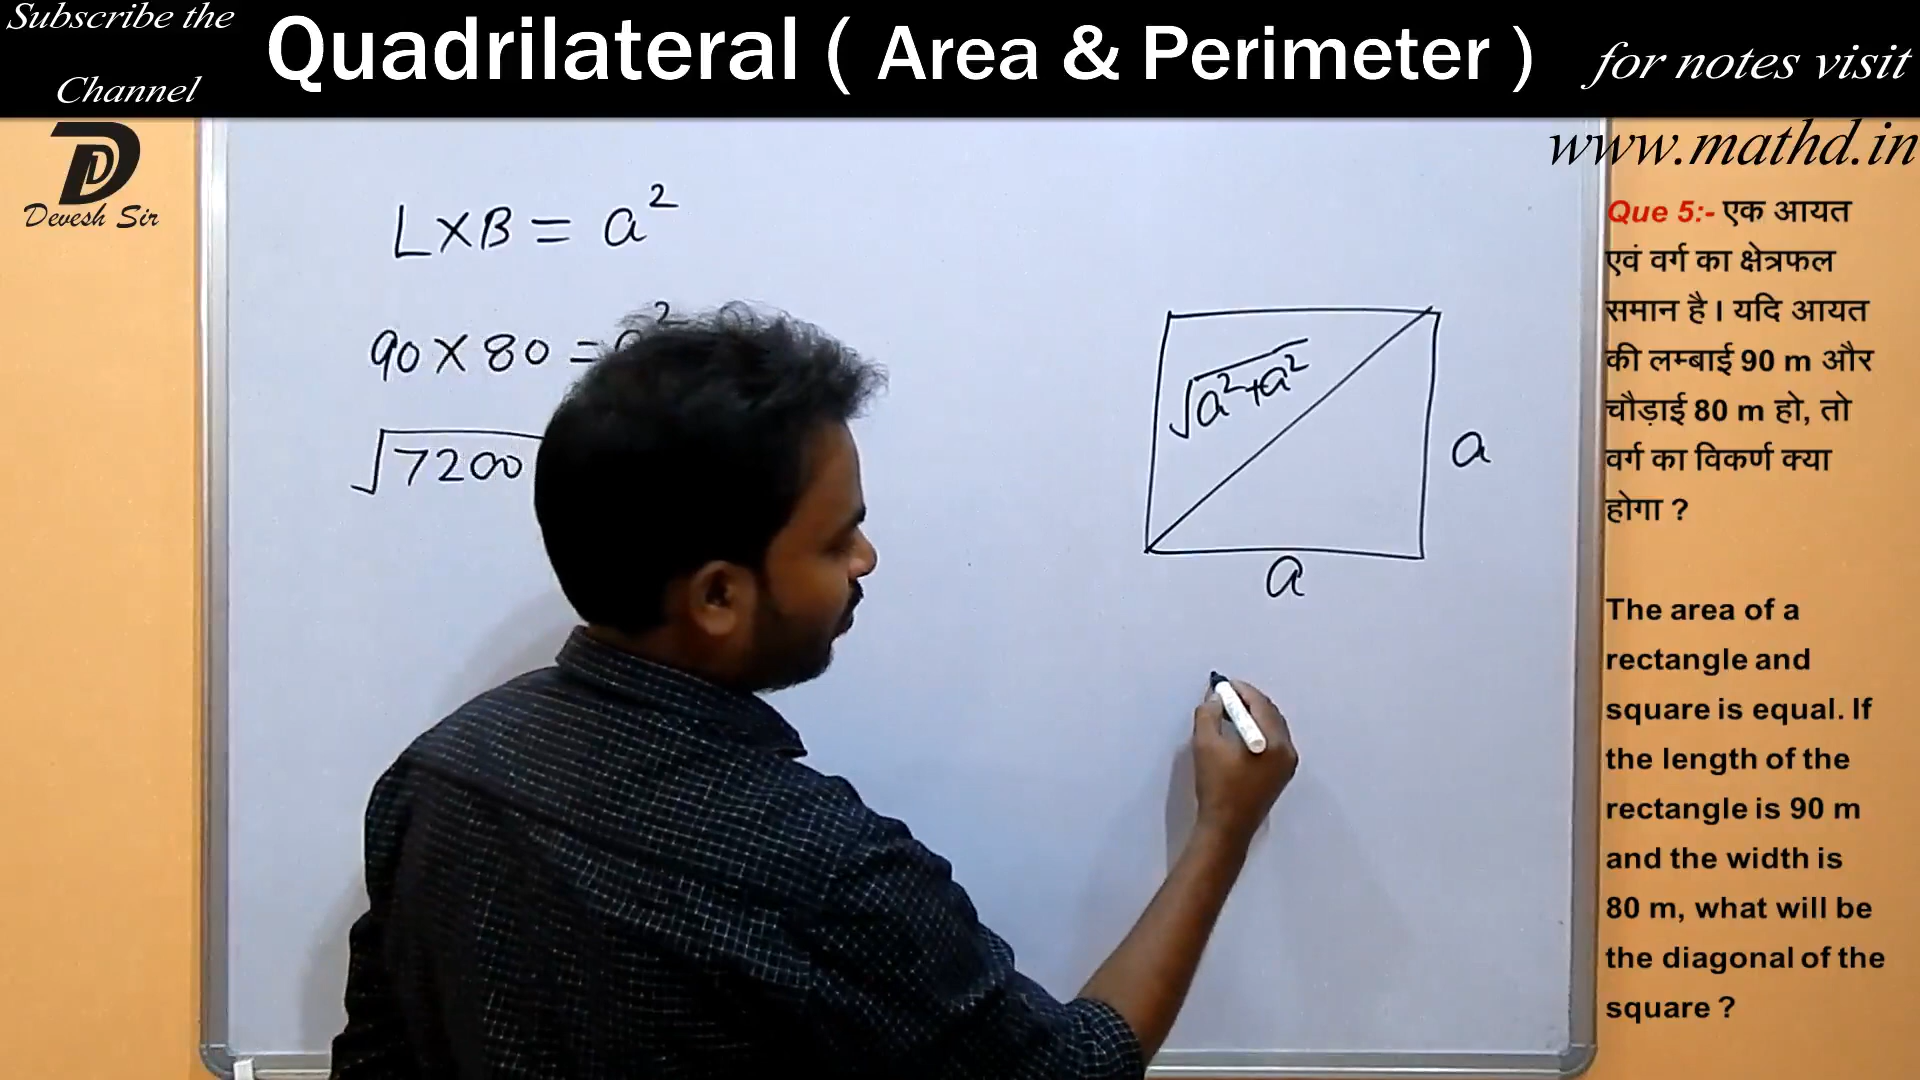 Subscribe the
Channel
Quadrilateral ( Area & Perimeter )
for notes visit
www.mathd.in
D
Devesh Sir
L×B = a²
90 × 80 = a²
√7200
√a²+a²
a
a
Que 5:- एक आयत
एवं वर्ग का क्षेत्रफल
समान है। यदि आयत
की लम्बाई 90 m और
चौड़ाई 80 m हो, तो
वर्ग का विकर्ण क्या
होगा ?
The area of a
rectangle and
square is equal. If
the length of the
rectangle is 90 m
and the width is
80 m, what will be
the diagonal of the
square ?